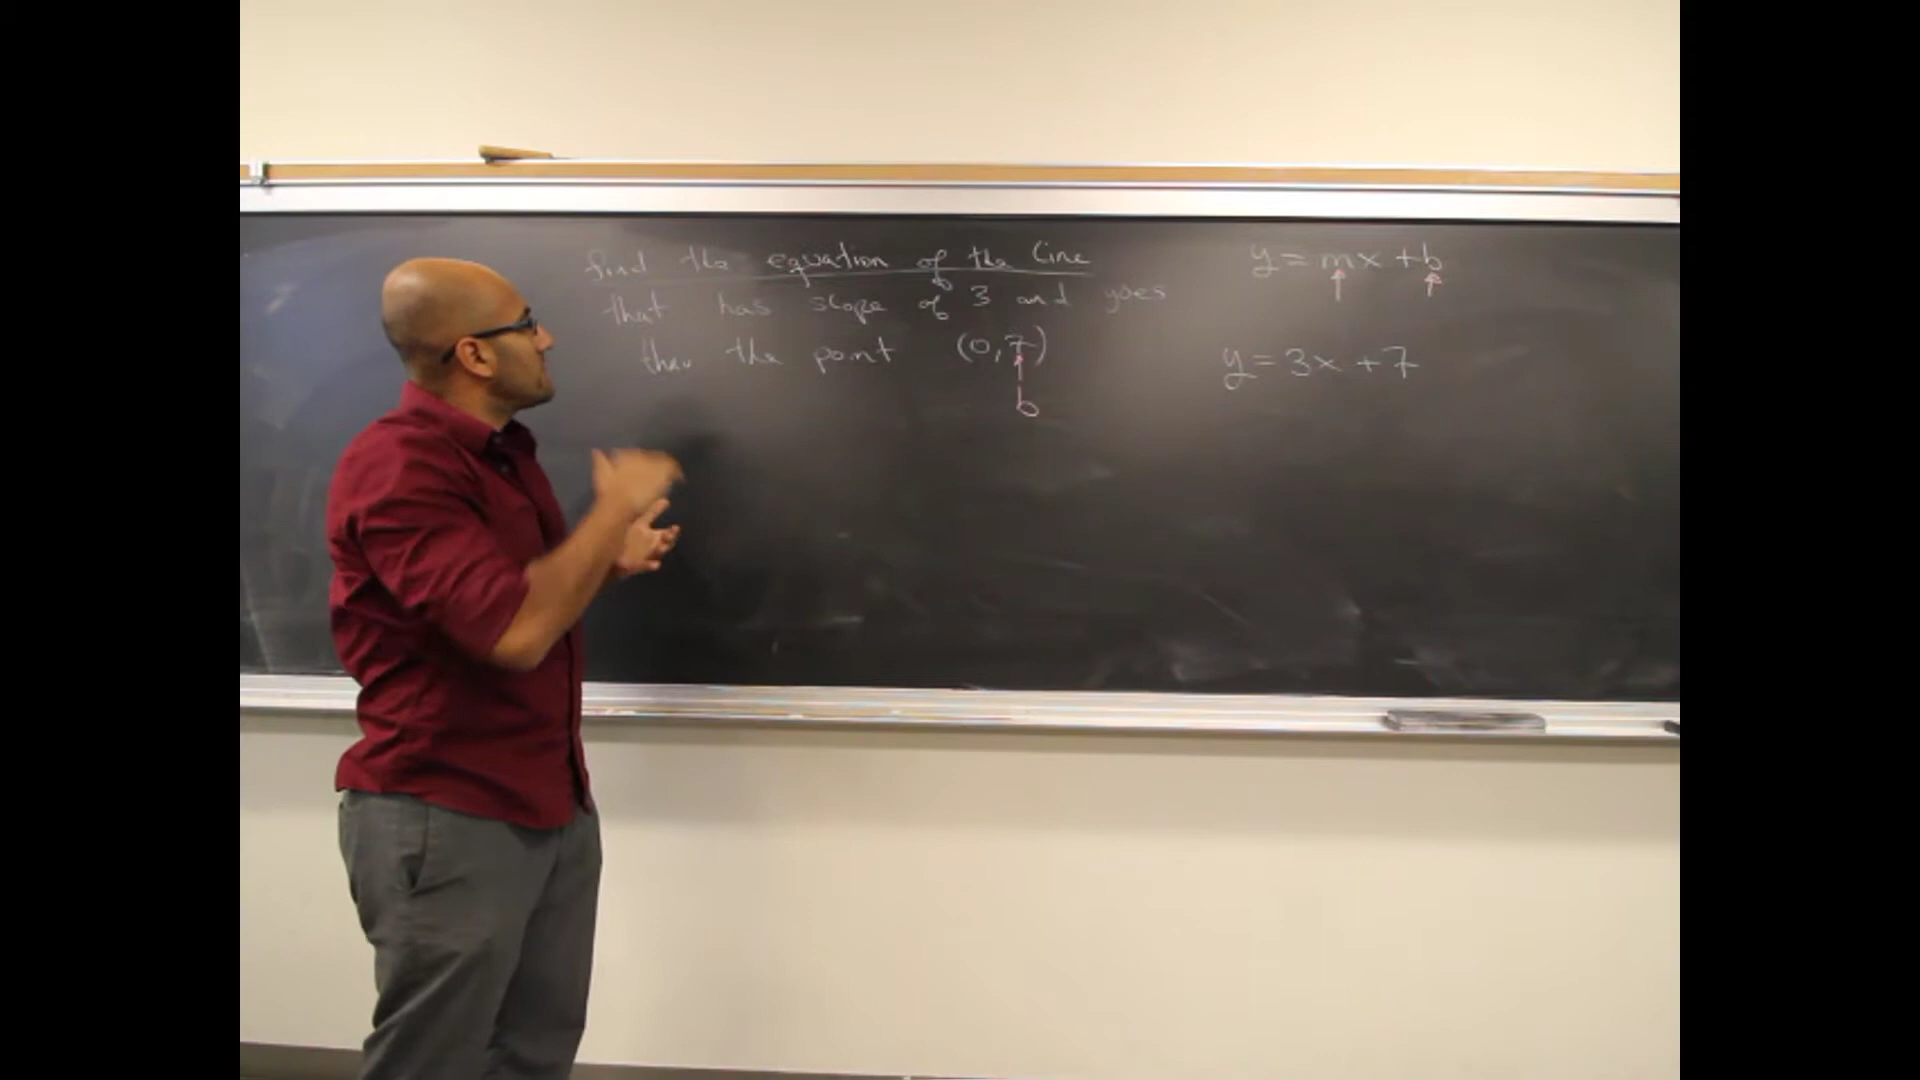 find the equation of the line
that has slope of 3 and goes
thru the point (0,7)
b
y = mx + b
y = 3x + 7